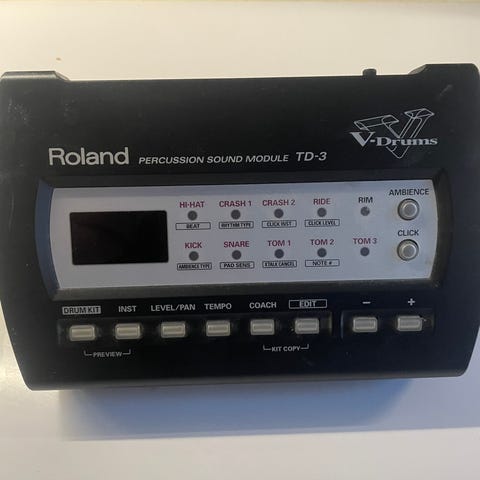 V-Drums
Roland PERCUSSION SOUND MODULE TD-3
HI-HAT CRASH 1 CRASH 2 RIDE RIM AMBIENCE
BEAT RHYTHM TYPE CLICK INST CLICK LEVEL
CLICK
KICK SNARE TOM 1 TOM 2 TOM 3
AMBIENCE TYPE PAD SENS XTALK CANCEL NOTE #
DRUM KIT INST LEVEL/PAN TEMPO COACH EDIT − +
PREVIEW KIT COPY